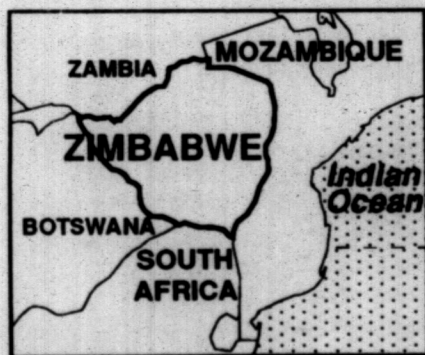 MOZAMBIQUE
ZAMBIA
ZIMBABWE
Indian
Ocean
BOTSWANA
SOUTH
AFRICA